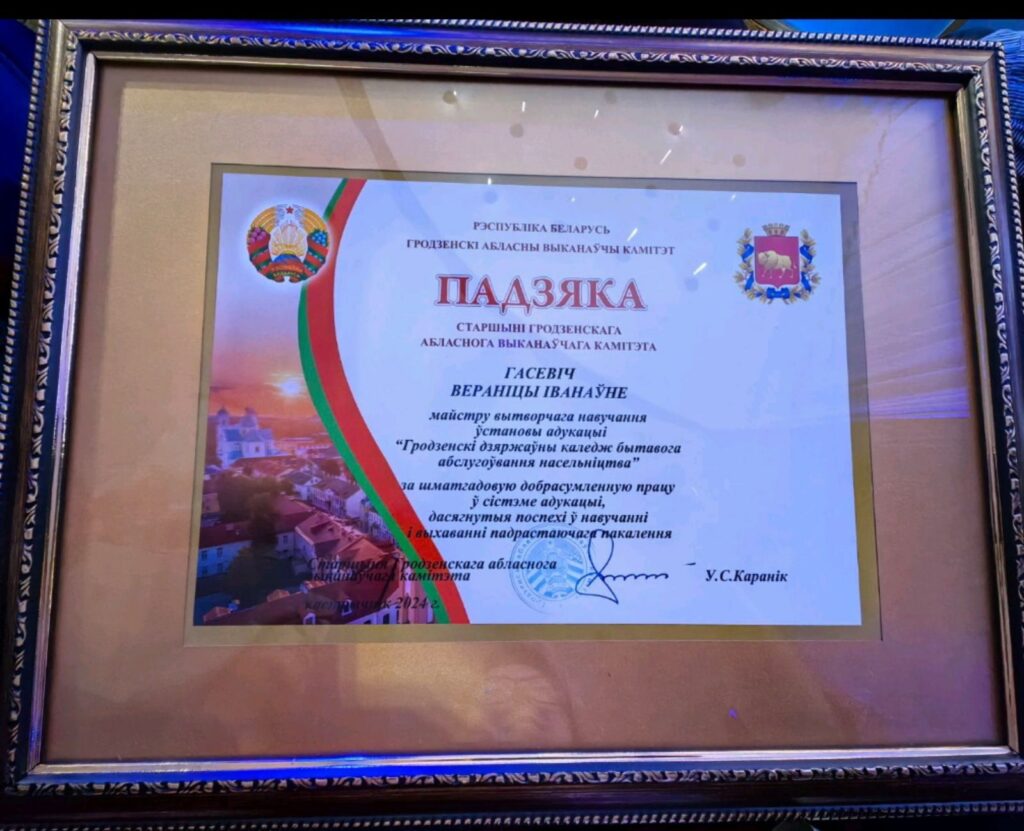 РЭСПУБЛІКА БЕЛАРУСЬ
ГРОДЗЕНСКІ АБЛАСНЫ ВЫКАНАЎЧЫ КАМІТЭТ
ПАДЗЯКА
СТАРШЫНІ ГРОДЗЕНСКАГА
АБЛАСНОГА ВЫКАНАЎЧАГА КАМІТЭТА
ГАСЕВІЧ
ВЕРАНІЦЫ ІВАНАЎНЕ
майстру вытворчага навучання
ўстановы адукацыі
“Гродзенскі дзяржаўны каледж бытавога
абслугоўвання насельніцтва”
за шматгадовую добрасумленную працу
ў сістэме адукацыі,
дасягнутыя поспехі ў навучанні
і выхаванні падрастаючага пакалення
Старшыня Гродзенскага абласнога
выканаўчага камітэта
У.С.Каранік
кастрычнік 2024 г.